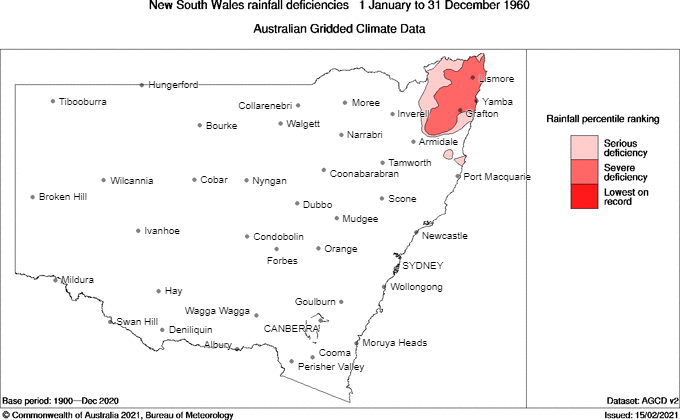 New South Wales rainfall deficiencies 1 January to 31 December 1960
Australian Gridded Climate Data
Hungerford
Lismore
Tibooburra
Collarenebri
Moree
Yamba
Inverell
Grafton
Bourke
Walgett
Narrabri
Armidale
Tamworth
Coonabarabran
Port Macquarie
Wilcannia
Cobar
Nyngan
Broken Hill
Scone
Dubbo
Mudgee
Ivanhoe
Condobolin
Newcastle
Orange
Forbes
SYDNEY
Mildura
Wollongong
Hay
Goulburn
Wagga Wagga
Swan Hill
Deniliquin
CANBERRA
Albury
Moruya Heads
Cooma
Perisher Valley
Rainfall percentile ranking
Serious
deficiency
Severe
deficiency
Lowest on
record
Base period: 1900—Dec 2020
Dataset: AGCD v2
© Commonwealth of Australia 2021, Bureau of Meteorology
Issued: 15/02/2021